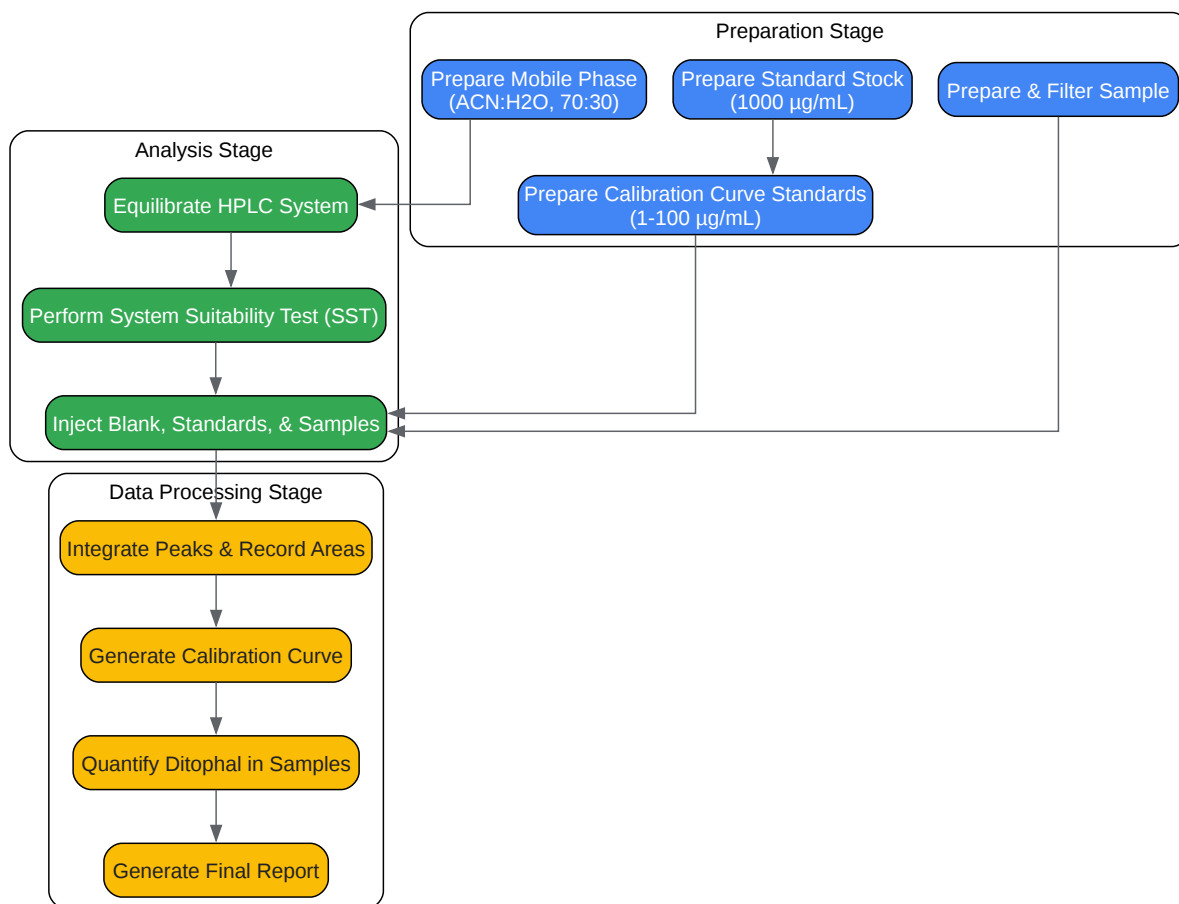 Preparation Stage
Prepare Mobile Phase
(ACN:H2O, 70:30)
Prepare Standard Stock
(1000 µg/mL)
Prepare & Filter Sample
Prepare Calibration Curve Standards
(1-100 µg/mL)
Analysis Stage
Equilibrate HPLC System
Perform System Suitability Test (SST)
Inject Blank, Standards, & Samples
Data Processing Stage
Integrate Peaks & Record Areas
Generate Calibration Curve
Quantify Ditophal in Samples
Generate Final Report